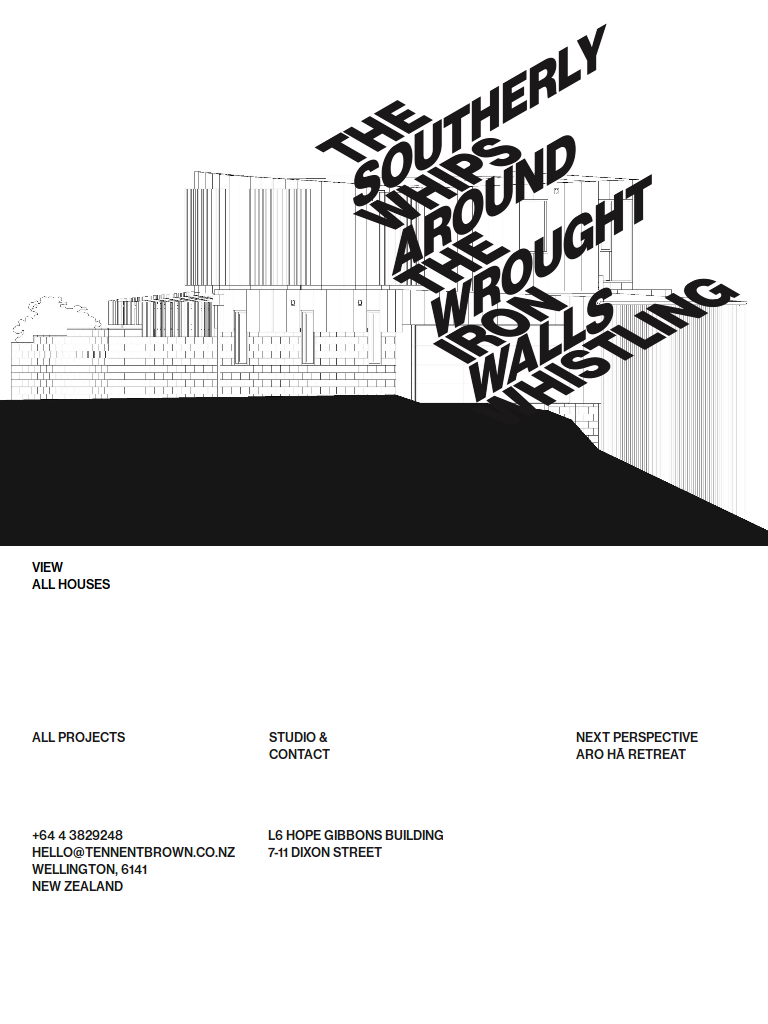 THE
SOUTHERLY
WHIPS
AROUND
THE
WROUGHT
IRON
WALLS
WHISTLING
VIEW
ALL HOUSES
ALL PROJECTS
STUDIO &
CONTACT
NEXT PERSPECTIVE
ARO HĀ RETREAT
+64 4 3829248
HELLO@TENNENTBROWN.CO.NZ
WELLINGTON, 6141
NEW ZEALAND
L6 HOPE GIBBONS BUILDING
7-11 DIXON STREET